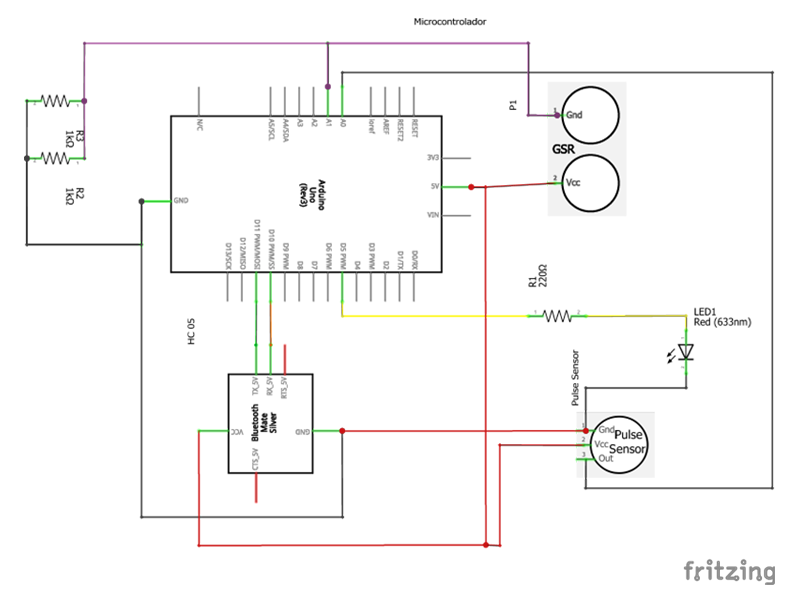 Microcontrolador
R3
1kΩ
R2
1kΩ
N/C
A5/SCL
A4/SDA
A3
A2
A1
A0
ioref
AREF
RESET2
RESET
GND
Arduino
Uno
(Rev3)
3V3
5V
VIN
D13/SCK
D12/MISO
D11 PWM/MOSI
D10 PWM/SS
D9 PWM
D8
D7
D6 PWM
D5 PWM
D4
D3 PWM
D2
D1/TX
D0/RX
P1
1
Gnd
GSR
2
Vcc
R1
220Ω
LED1
Red (633nm)
HC 05
TX_5V
RX_5V
RTS_5V
Bluetooth
Mate
Silver
VCC
GND
CTS_5V
Pulse Sensor
1
Gnd
2
Vcc
3
Out
Pulse
Sensor
fritzing